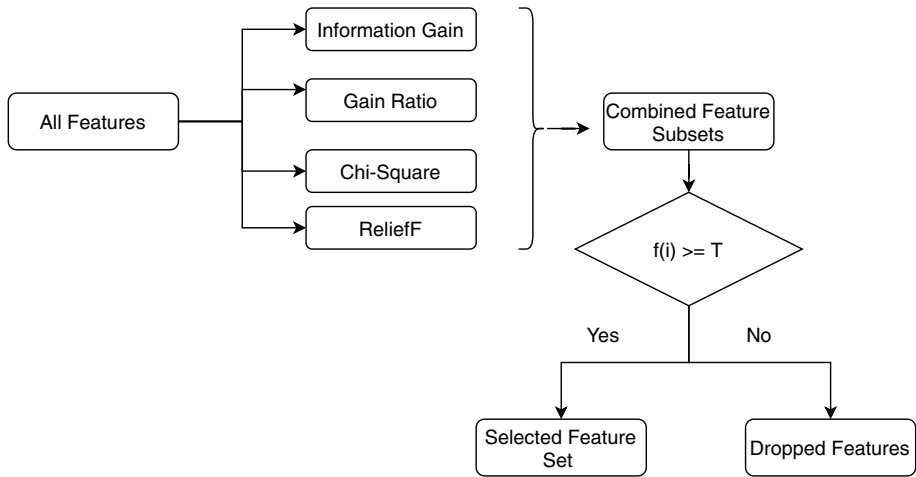 All Features
Information Gain
Gain Ratio
Chi-Square
ReliefF
Combined Feature
Subsets
f(i) >= T
Yes
No
Selected Feature
Set
Dropped Features